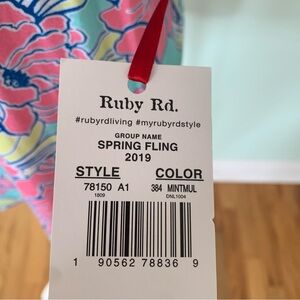 Ruby Rd.
#rubyrdliving #myrubyrdstyle
GROUP NAME
SPRING FLING
2019
STYLE COLOR
78150 A1 384 MINTMUL
1809 DNL1004
1 90562 78836 9